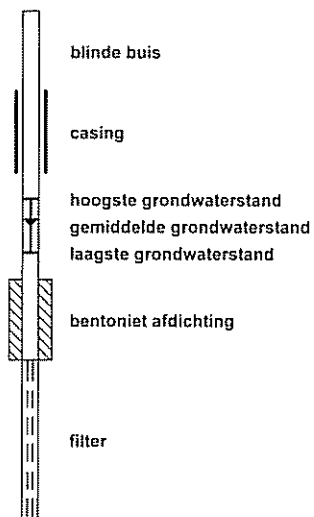 blinde buis
casing
hoogste grondwaterstand
gemiddelde grondwaterstand
laagste grondwaterstand
bentoniet afdichting
filter